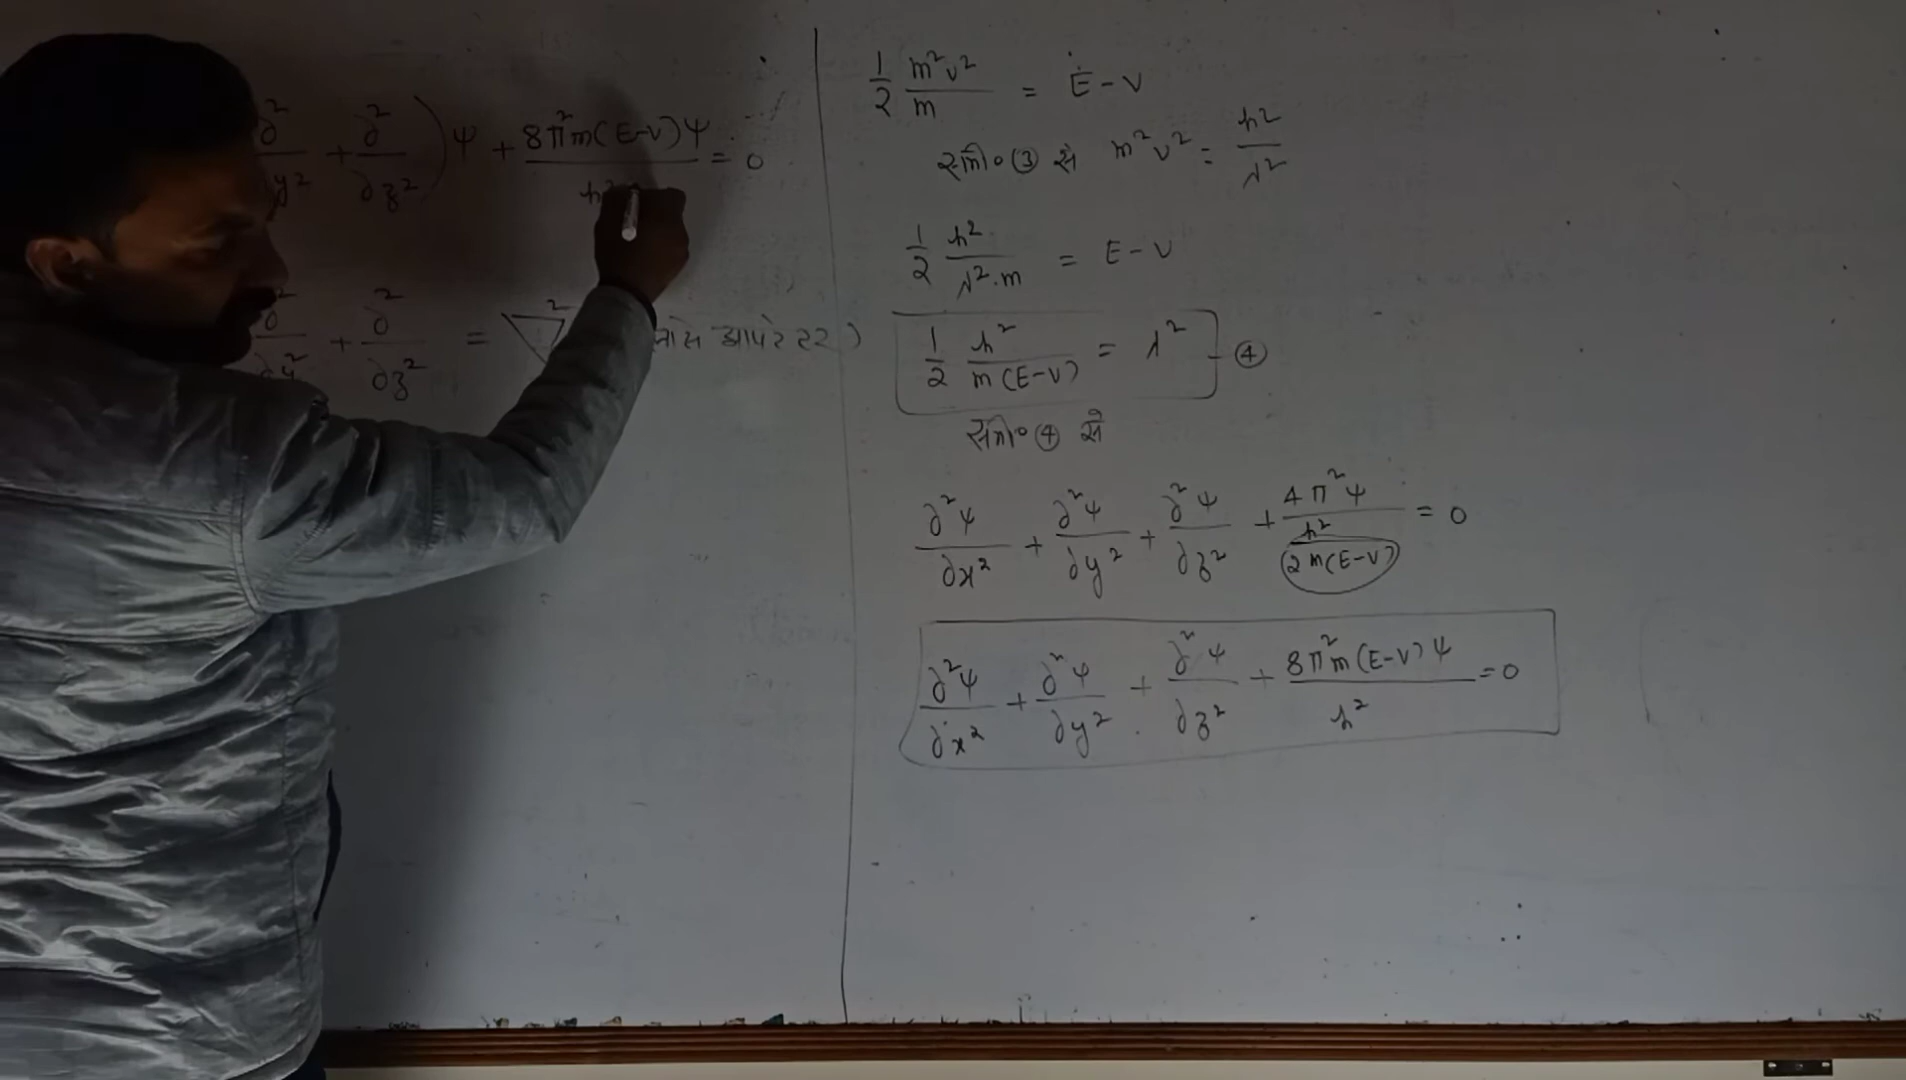 ∂²/∂y² + ∂²/∂z²) ψ + 8π²m(E-V)ψ/h² = 0
∂²/∂y² + ∂²/∂z² = ∇² आपरेटर)
1/2 m²v²/m = E - V
समी० ③ से m²v² = h²/λ²
1/2 h²/λ².m = E - V
1/2 h²/m(E-V) = λ² - ④
समी० ④ से
∂²ψ/∂x² + ∂²ψ/∂y² + ∂²ψ/∂z² + 4π²ψ/h²/2m(E-V) = 0
∂²ψ/∂x² + ∂²ψ/∂y² + ∂²ψ/∂z² + 8π²m(E-V)ψ/h² = 0